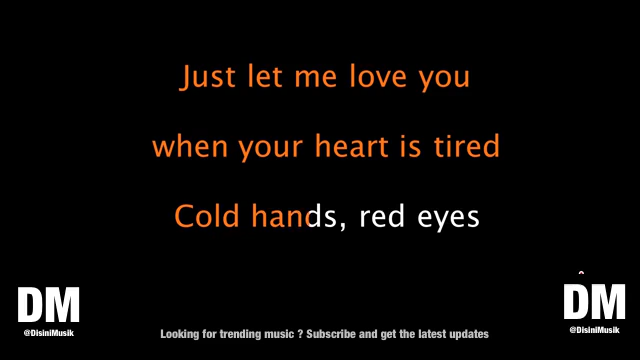 Just let me love you
when your heart is tired
Cold hands, red eyes
DM
@DisiniMusik
DM
@DisiniMusik
Looking for trending music ? Subscribe and get the latest updates